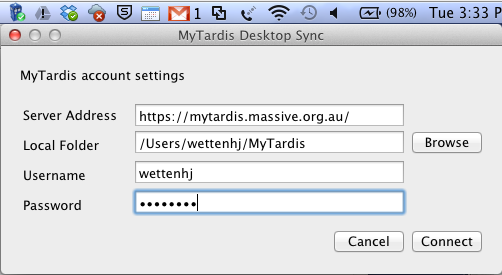 1 (98%) Tue 3:33 P
MyTardis Desktop Sync
MyTardis account settings
Server Address https://mytardis.massive.org.au/
Local Folder /Users/wettenhj/MyTardis Browse
Username wettenhj
Password ••••••••
Cancel Connect